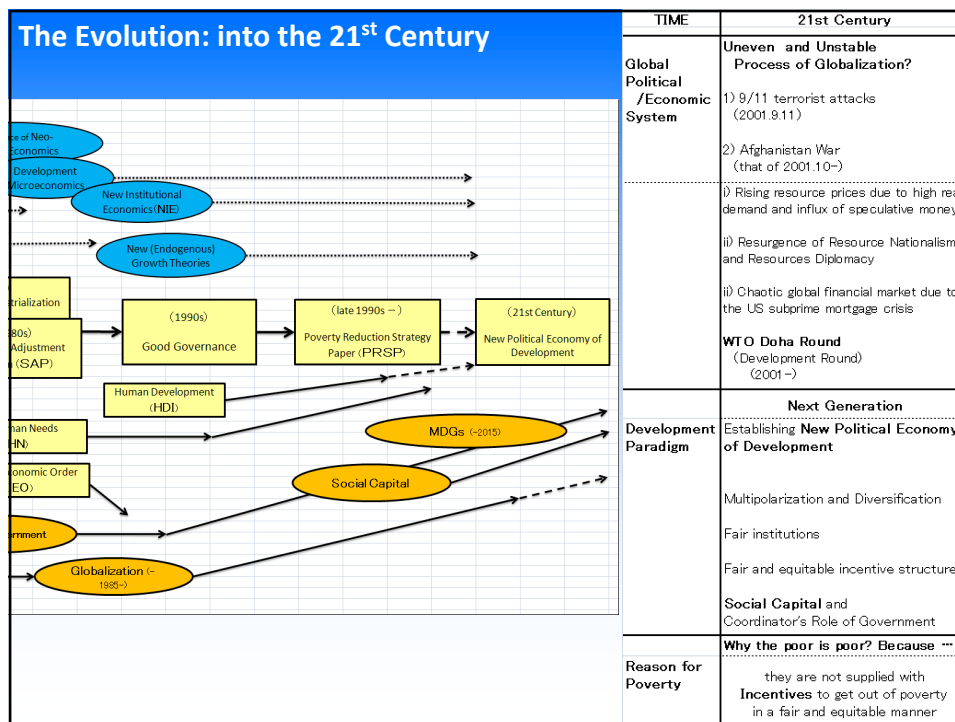 The Evolution: into the 21st Century
of Neo-
Economics
Development
Microeconomics
New Institutional
Economics(NIE)
New (Endogenous)
Growth Theories
(1990s)
Good Governance
(late 1990s －)
Poverty Reduction Strategy
Paper (PRSP)
(21st Century)
New Political Economy of
Development
Adjustment
(SAP)
Human Development
(HDI)
Needs
MDGs (-2015)
Order
Social Capital
Globalization (-
1985-)
TIME
21st Century
Global
Political
/Economic
System
Uneven and Unstable
Process of Globalization?
1) 9/11 terrorist attacks
(2001.9.11)
2) Afghanistan War
(that of 2001.10-)
i) Rising resource prices due to high
demand and influx of speculative money
ii) Resurgence of Resource Nationalism
and Resources Diplomacy
ii) Chaotic global financial market due to
the US subprime mortgage crisis
WTO Doha Round
(Development Round)
(2001-)
Next Generation
Development
Paradigm
Establishing New Political Economy
of Development
Multipolarization and Diversification
Fair institutions
Fair and equitable incentive structure
Social Capital and
Coordinator's Role of Government
Reason for
Poverty
Why the poor is poor? Because …
they are not supplied with
Incentives to get out of poverty
in a fair and equitable manner